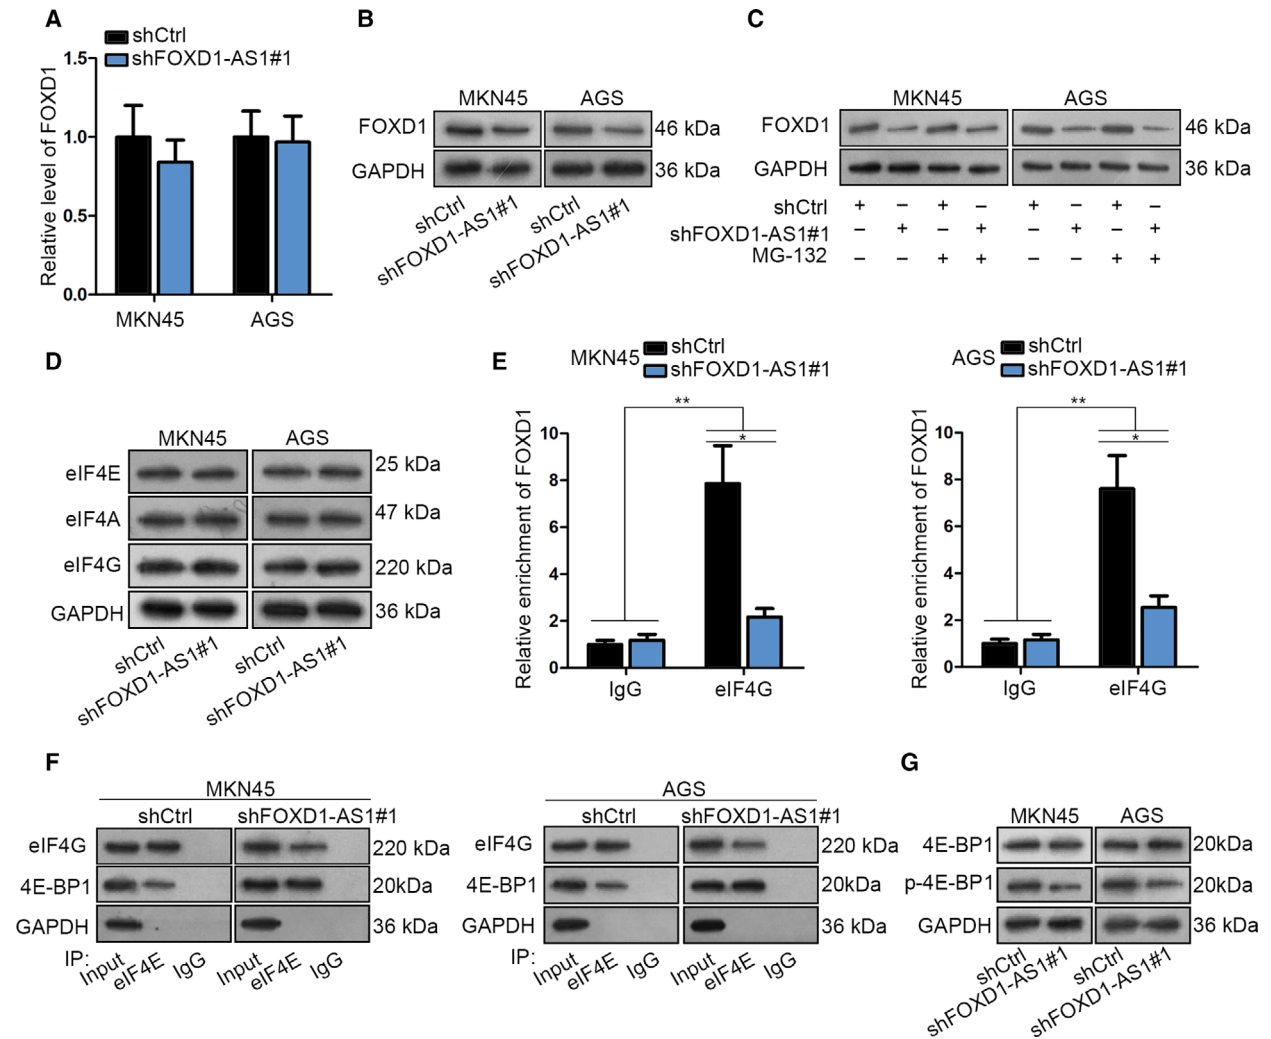 A
shCtrl
shFOXD1-AS1#1
Relative level of FOXD1
1.5
1.0
0.5
0.0
MKN45 AGS
B
MKN45 AGS
FOXD1 46 kDa
GAPDH 36 kDa
shCtrl shFOXD1-AS1#1 shCtrl shFOXD1-AS1#1
C
MKN45 AGS
FOXD1 46 kDa
GAPDH 36 kDa
shCtrl + – + – + – + –
shFOXD1-AS1#1 – + – + – + – +
MG-132 – – + + – – + +
D
MKN45 AGS
eIF4E 25 kDa
eIF4A 47 kDa
eIF4G 220 kDa
GAPDH 36 kDa
shCtrl shFOXD1-AS1#1 shCtrl shFOXD1-AS1#1
E
MKN45
shCtrl
shFOXD1-AS1#1
Relative enrichment of FOXD1
10
8
6
4
2
0
**
*
IgG eIF4G
AGS
shCtrl
shFOXD1-AS1#1
Relative enrichment of FOXD1
10
8
6
4
2
0
**
*
IgG eIF4G
F
MKN45
shCtrl shFOXD1-AS1#1
eIF4G 220 kDa
4E-BP1 20kDa
GAPDH 36 kDa
IP: Input eIF4E IgG Input eIF4E IgG
AGS
shCtrl shFOXD1-AS1#1
eIF4G 220 kDa
4E-BP1 20kDa
GAPDH 36 kDa
IP: Input eIF4E IgG Input eIF4E IgG
G
MKN45 AGS
4E-BP1 20kDa
p-4E-BP1 20kDa
GAPDH 36 kDa
shCtrl shFOXD1-AS1#1 shCtrl shFOXD1-AS1#1